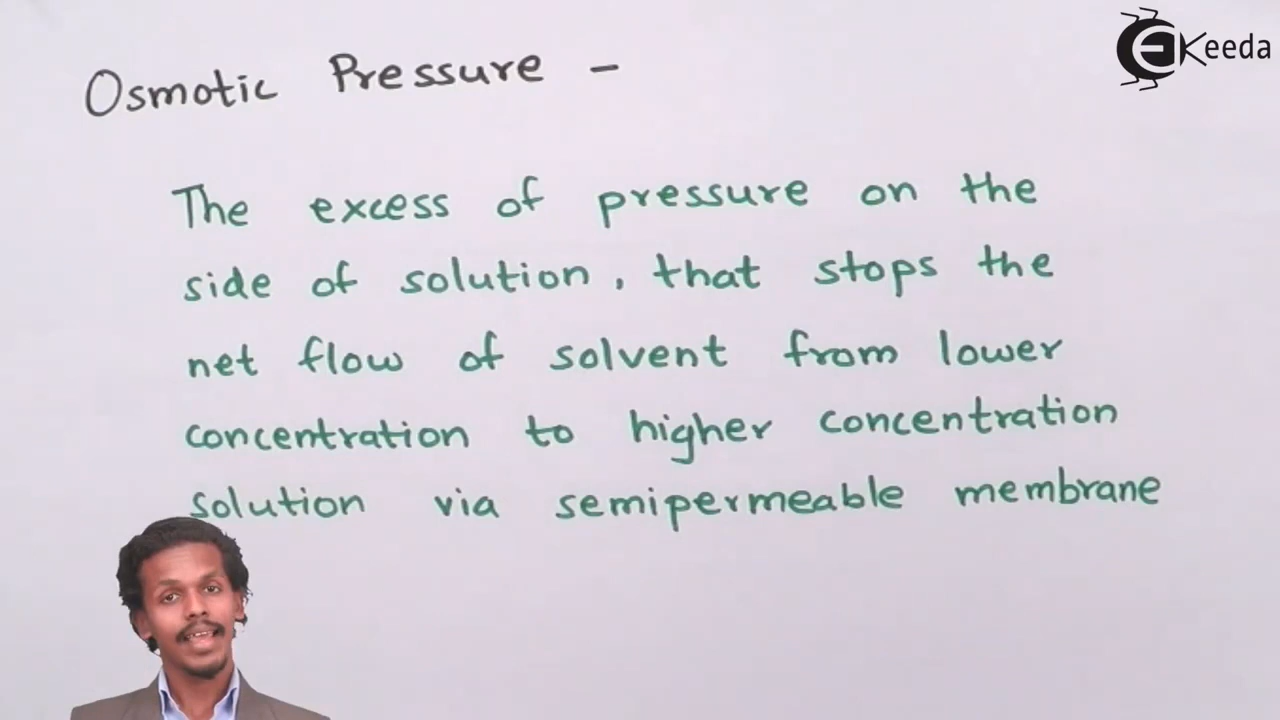 Osmotic Pressure -
Ekeeda
The excess of pressure on the
side of solution, that stops the
net flow of solvent from lower
concentration to higher concentration
solution via semipermeable membrane